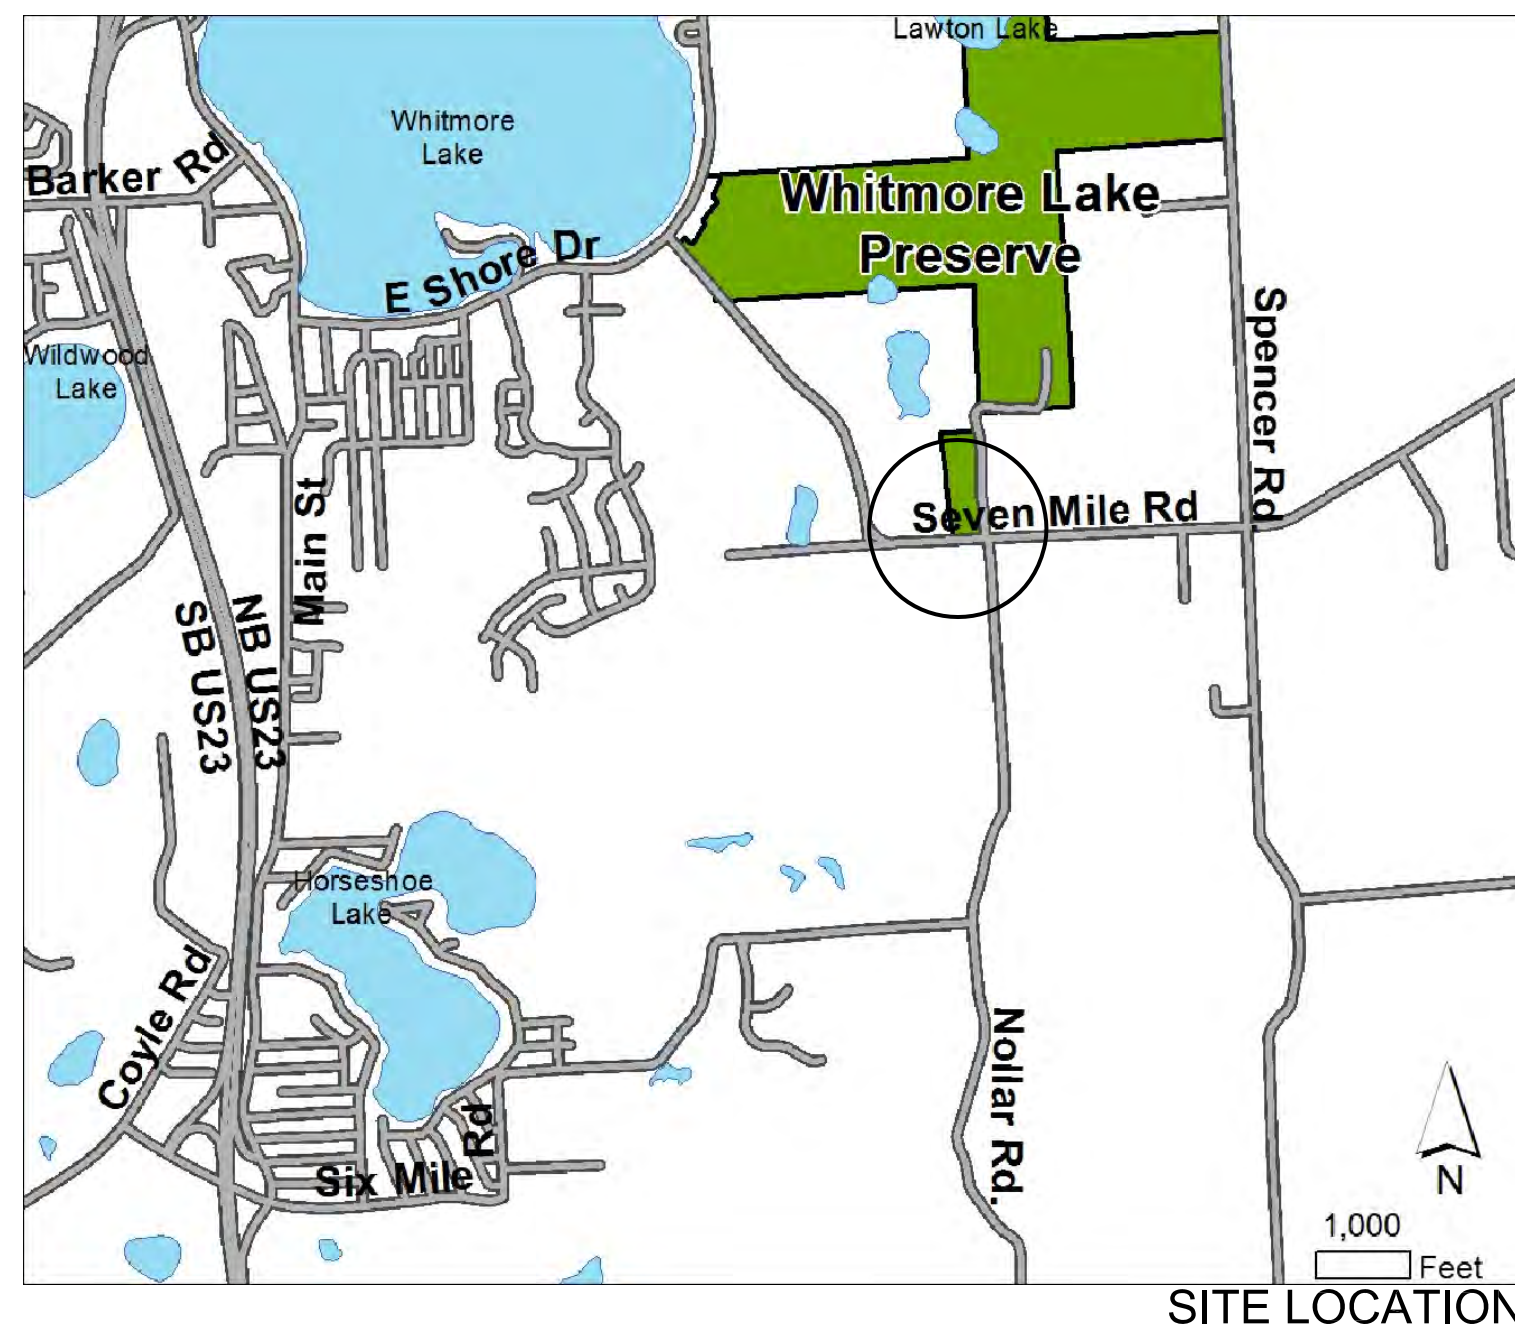 Lawton Lake
Whitmore
Lake
Barker Rd
Whitmore Lake
Preserve
E Shore Dr
Wildwood
Lake
Spencer Rd
Main St
Seven Mile Rd
SB US23
NB US23
Horseshoe
Lake
Coyle Rd
Nollar Rd.
Six Mile Rd
N
1,000
Feet
SITE LOCATION